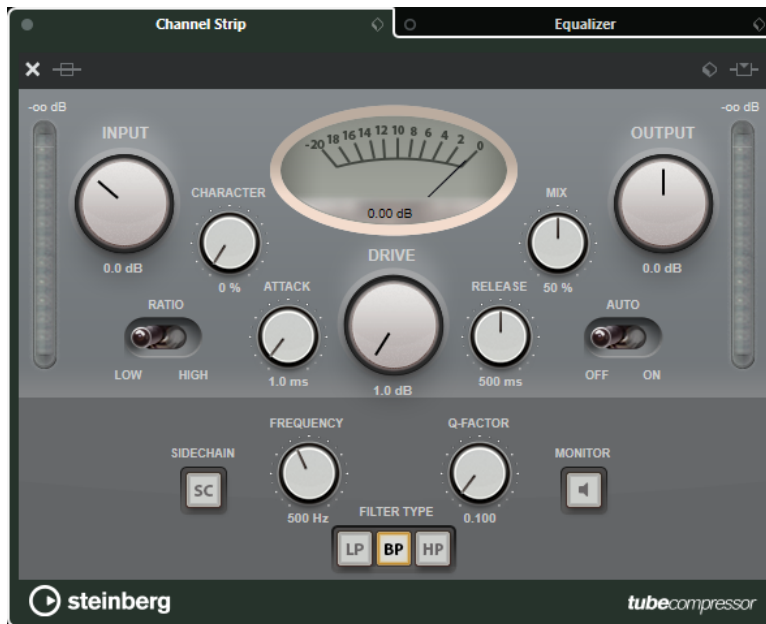 Channel Strip
Equalizer
-oo dB
-oo dB
INPUT
OUTPUT
-20 18 16 14 12 10 8 6 4 2 0
0.00 dB
CHARACTER
MIX
0.0 dB
0.0 dB
0 %
50 %
DRIVE
ATTACK
RELEASE
RATIO
AUTO
LOW
HIGH
1.0 ms
1.0 dB
500 ms
OFF
ON
FREQUENCY
Q-FACTOR
SIDECHAIN
MONITOR
SC
500 Hz
0.100
FILTER TYPE
LP
BP
HP
steinberg
tubecompressor